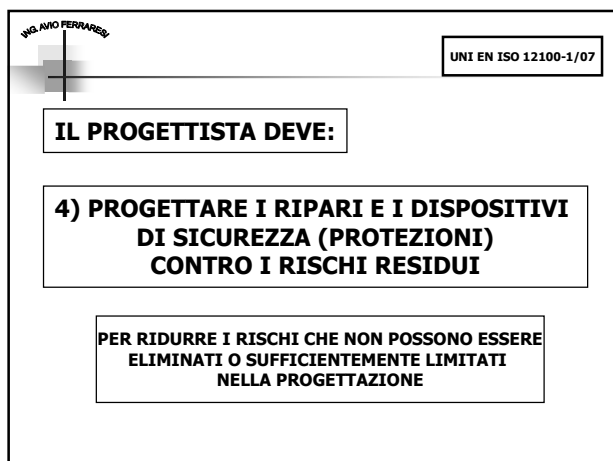 ING. AVIO FERRARESI
UNI EN ISO 12100-1/07
IL PROGETTISTA DEVE:
4) PROGETTARE I RIPARI E I DISPOSITIVI
DI SICUREZZA (PROTEZIONI)
CONTRO I RISCHI RESIDUI
PER RIDURRE I RISCHI CHE NON POSSONO ESSERE
ELIMINATI O SUFFICIENTEMENTE LIMITATI
NELLA PROGETTAZIONE